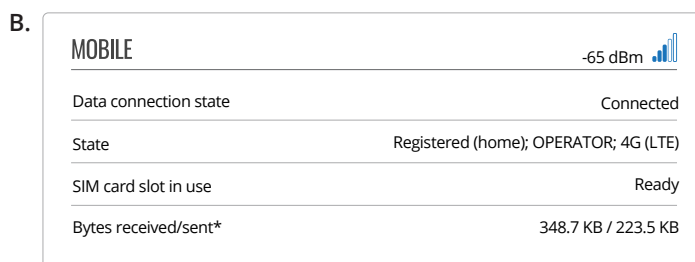 B.
MOBILE -65 dBm
Data connection state Connected
State Registered (home); OPERATOR; 4G (LTE)
SIM card slot in use Ready
Bytes received/sent* 348.7 KB / 223.5 KB